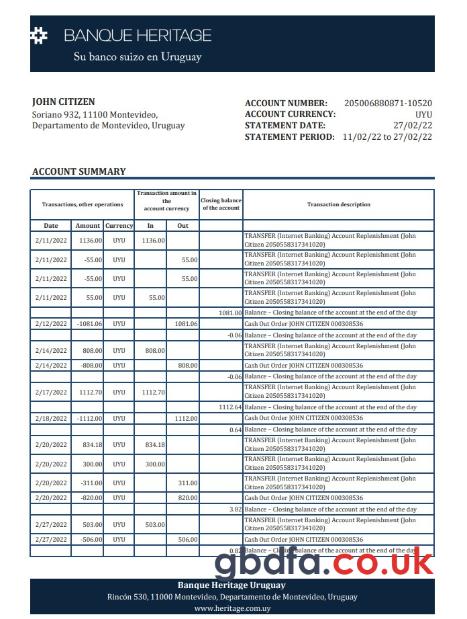 BANQUE HERITAGE
Su banco suizo en Uruguay
JOHN CITIZEN
Soriano 932, 11100 Montevideo,
Departamento de Montevideo, Uruguay
ACCOUNT NUMBER: 205006880871-10520
ACCOUNT CURRENCY: UYU
STATEMENT DATE: 27/02/22
STATEMENT PERIOD: 11/02/22 to 27/02/22
ACCOUNT SUMMARY
Transactions, other operations
Transaction amount in
the
account currency
Closing balance
of the account
Transaction description
Date Amount Currency In Out
2/11/2022 1136.00 UYU 1136.00 TRANSFER (Internet Banking) Account Replenishment (John
Citizen 2050558317341020)
2/11/2022 -55.00 UYU 55.00 TRANSFER (Internet Banking) Account Replenishment (John
Citizen 2050558317341020)
2/11/2022 -55.00 UYU 55.00 TRANSFER (Internet Banking) Account Replenishment (John
Citizen 2050558317341020)
2/11/2022 55.00 UYU 55.00 TRANSFER (Internet Banking) Account Replenishment (John
Citizen 2050558317341020)
1081.00 Balance – Closing balance of the account at the end of the day
2/12/2022 -1081.06 UYU 1081.06 Cash Out Order JOHN CITIZEN 000308536
-0.06 Balance – Closing balance of the account at the end of the day
2/14/2022 808.00 UYU 808.00 TRANSFER (Internet Banking) Account Replenishment (John
Citizen 2050558317341020)
2/14/2022 -808.00 UYU 808.00 Cash Out Order JOHN CITIZEN 000308536
-0.06 Balance – Closing balance of the account at the end of the day
2/17/2022 1112.70 UYU 1112.70 TRANSFER (Internet Banking) Account Replenishment (John
Citizen 2050558317341020)
1112.64 Balance – Closing balance of the account at the end of the day
2/18/2022 -1112.00 UYU 1112.00 Cash Out Order JOHN CITIZEN 000308536
0.64 Balance – Closing balance of the account at the end of the day
2/20/2022 834.18 UYU 834.18 TRANSFER (Internet Banking) Account Replenishment (John
Citizen 2050558317341020)
2/20/2022 300.00 UYU 300.00 TRANSFER (Internet Banking) Account Replenishment (John
Citizen 2050558317341020)
2/20/2022 -311.00 UYU 311.00 TRANSFER (Internet Banking) Account Replenishment (John
Citizen 2050558317341020)
2/20/2022 -820.00 UYU 820.00 Cash Out Order JOHN CITIZEN 000308536
3.82 Balance – Closing balance of the account at the end of the day
2/27/2022 503.00 UYU 503.00 TRANSFER (Internet Banking) Account Replenishment (John
Citizen 2050558317341020)
2/27/2022 -506.00 UYU 506.00 Cash Out Order JOHN CITIZEN 000308536
0.82 Balance – Closing balance of the account at the end of the day
gbdfa.co.uk
Banque Heritage Uruguay
Rincón 530, 11000 Montevideo, Departamento de Montevideo, Uruguay
www.heritage.com.uy